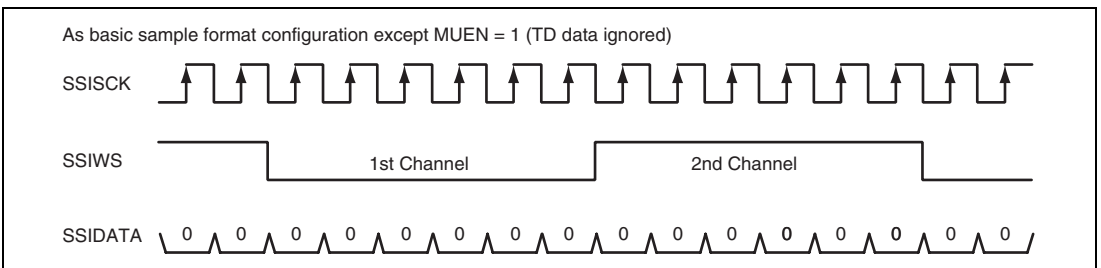 As basic sample format configuration except MUEN = 1 (TD data ignored)
SSISCK
SSIWS 1st Channel 2nd Channel
SSIDATA 0 0 0 0 0 0 0 0 0 0 0 0 0 0 0 0